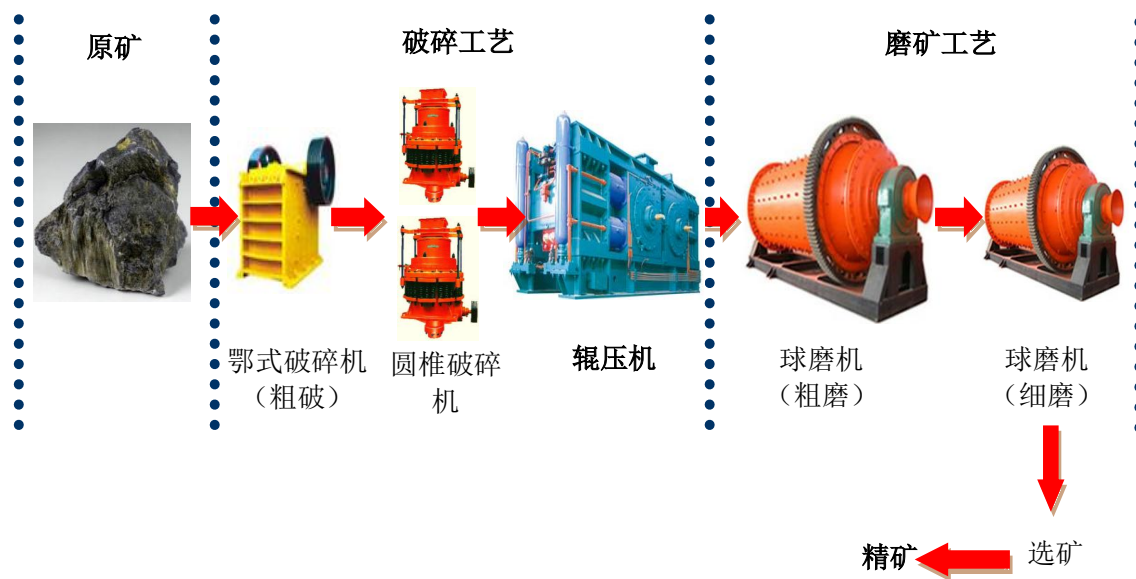 原矿
破碎工艺
磨矿工艺
鄂式破碎机
（粗破）
圆椎破碎
机
辊压机
球磨机
（粗磨）
球磨机
（细磨）
选矿
精矿